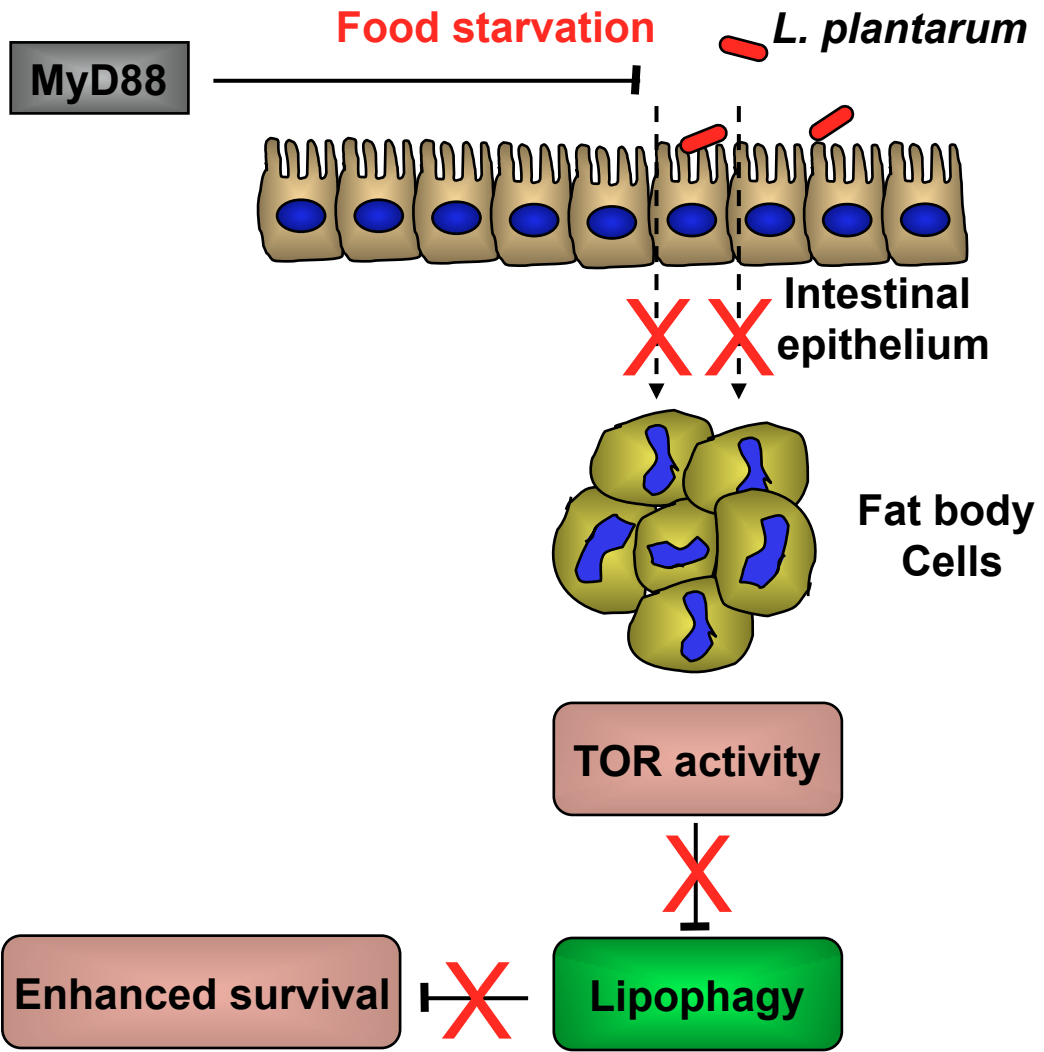 Food starvation
L. plantarum
MyD88
Intestinal
epithelium
Fat body
Cells
TOR activity
Enhanced survival
Lipophagy